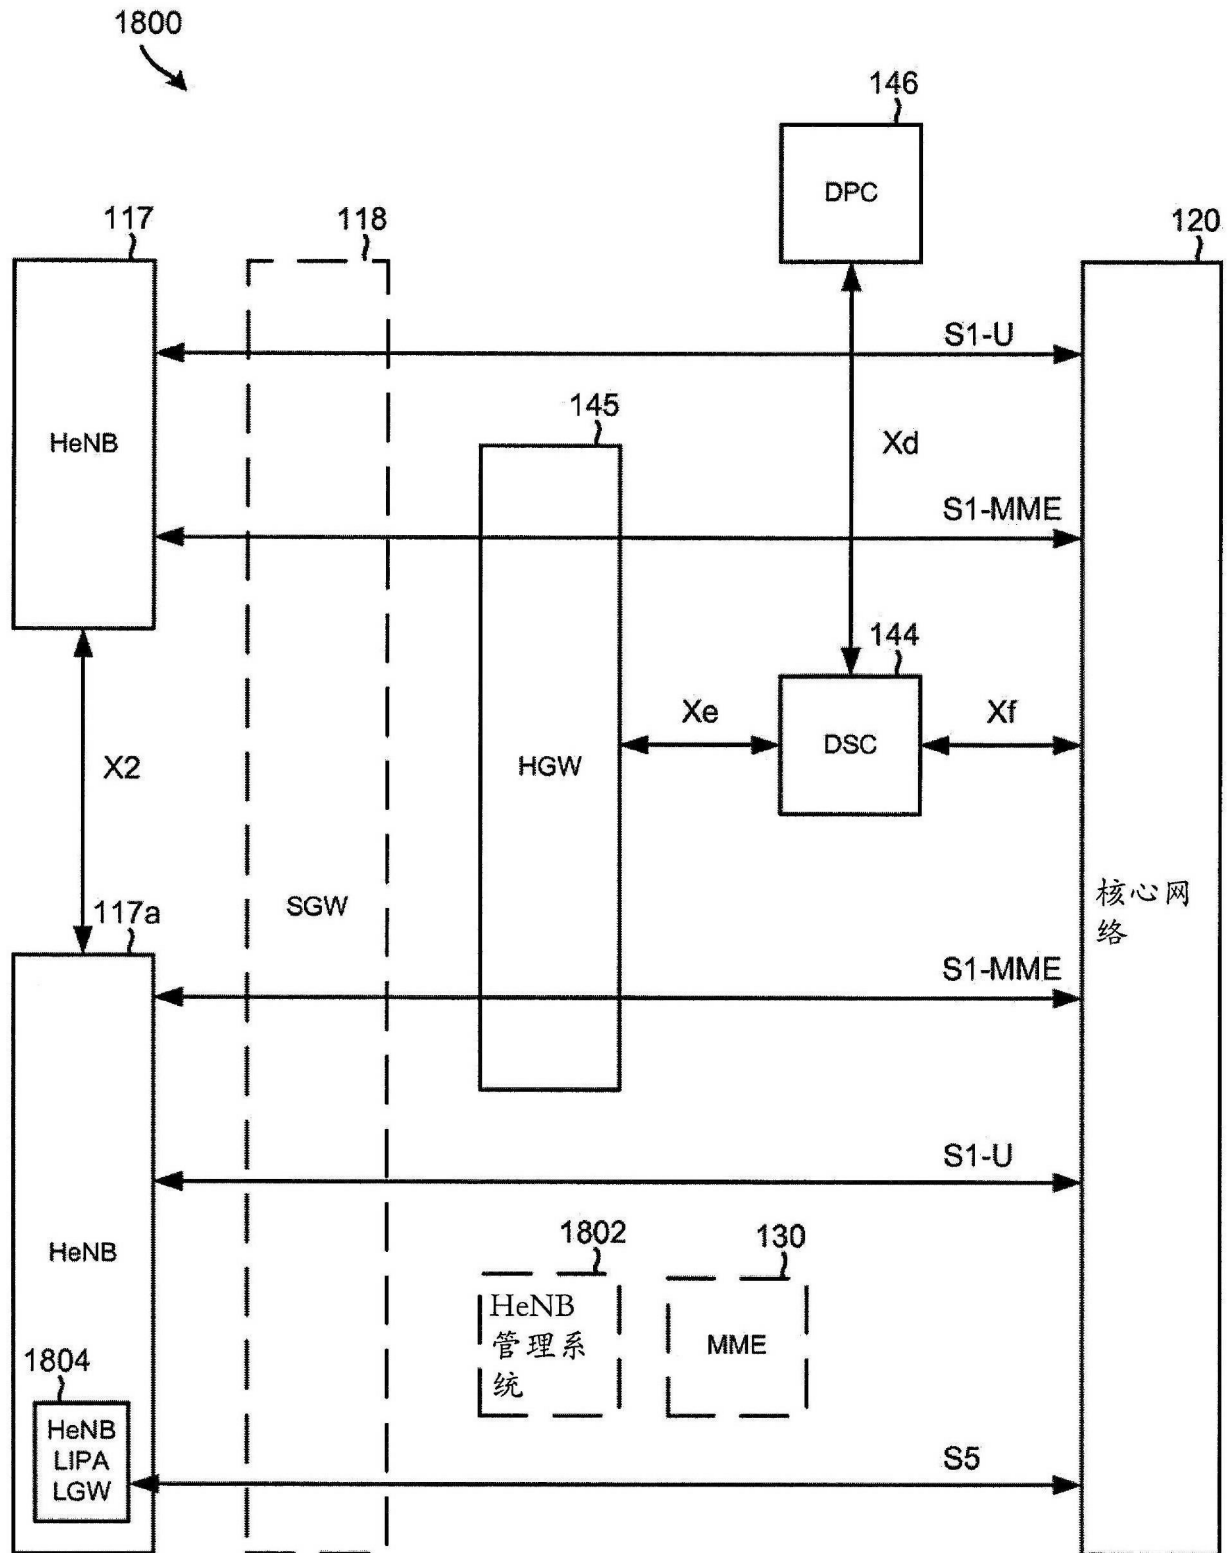 1800
146
DPC
117
118
120
S1-U
145
HeNB
Xd
S1-MME
144
Xe
Xf
DSC
HGW
X2
核心网
络
SGW
117a
S1-MME
S1-U
1802
130
HeNB
HeNB
管理系
统
MME
1804
HeNB
LIPA
LGW
S5